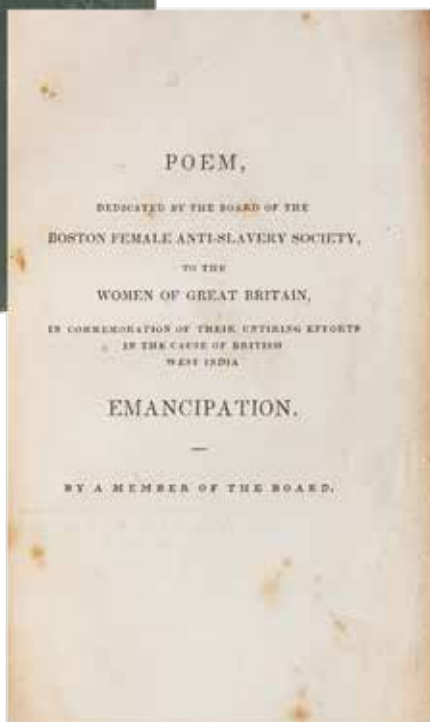 POEM,
DEDICATED BY THE BOARD OF THE
BOSTON FEMALE ANTI-SLAVERY SOCIETY,
TO THE
WOMEN OF GREAT BRITAIN,
IN COMMEMORATION OF THEIR UNTIRING EFFORTS
IN THE CAUSE OF BRITISH
WEST INDIA
EMANCIPATION.
BY A MEMBER OF THE BOARD.